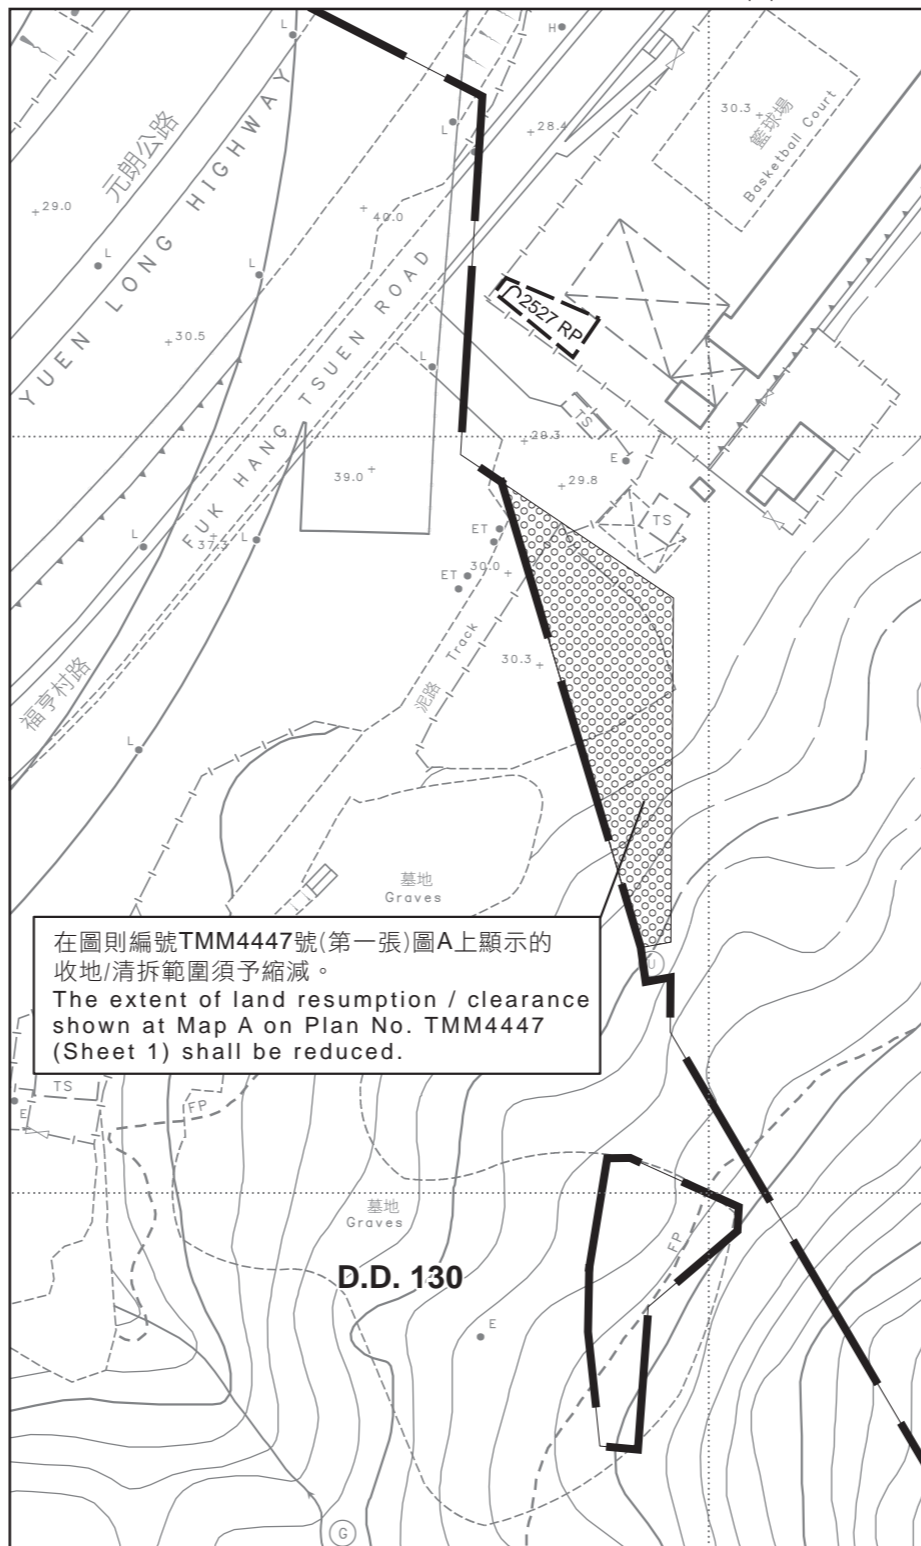 L
H
元朗公路
YUEN LONG HIGHWAY
+29.0
L
L
+30.5
+40.0
L
+28.4
30.3+
籃球場
Basketball Court
2527 RP
FUK HANG TSUEN ROAD
L
TS
+29.3
E
39.0+
+29.8
TS
L
37.3
L
ET
ET
30.0+
30.3+
泥路 Track
福亨村路
L
墓地
Graves
在圖則編號TMM4447號(第一張)圖A上顯示的
收地/清拆範圍須予縮減。
The extent of land resumption / clearance
shown at Map A on Plan No. TMM4447
(Sheet 1) shall be reduced.
U
TS
E
FP
墓地
Graves
FP
D.D. 130
E
G